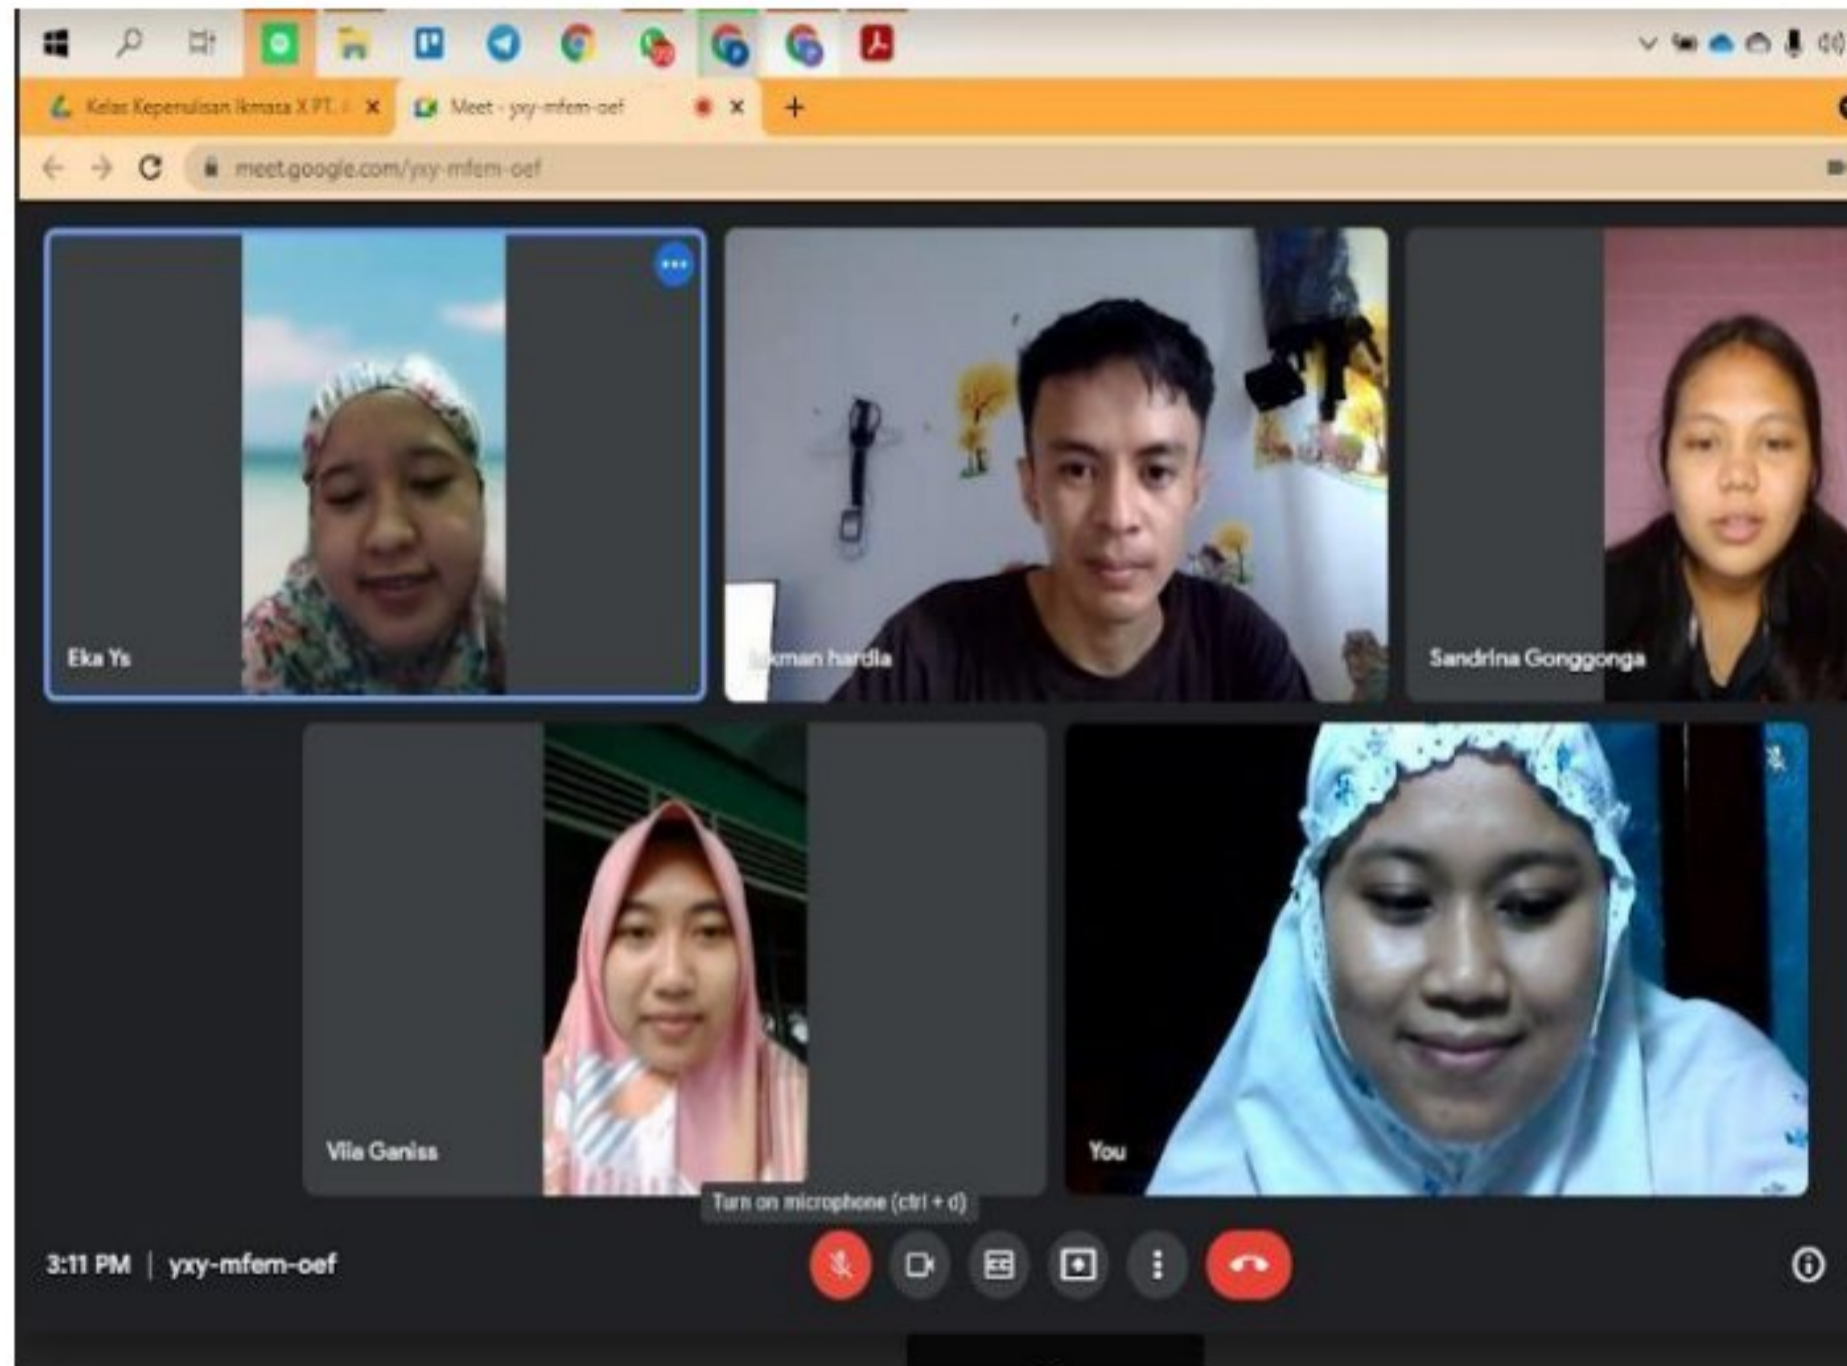 Kelas Kepenulisan Ikmasa X PT.
Meet - yxy-mfem-oef
meet.google.com/yxy-mfem-oef
Eka Ys
hardia
Sandrina Gonggonga
Viia Ganiss
You
Turn on microphone (ctrl + d)
3:11 PM | yxy-mfem-oef